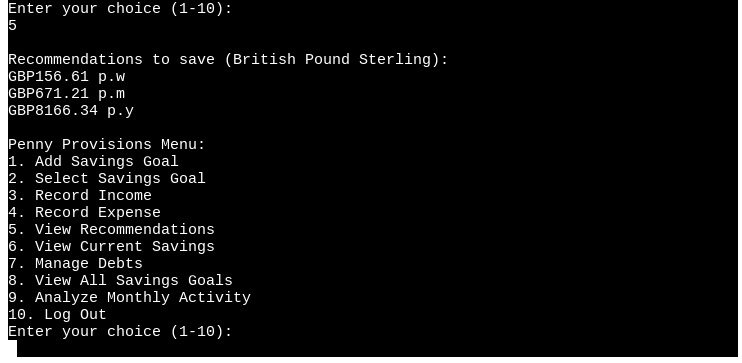 Enter your choice (1-10):
5
Recommendations to save (British Pound Sterling):
GBP156.61 p.w
GBP671.21 p.m
GBP8166.34 p.y
Penny Provisions Menu:
1. Add Savings Goal
2. Select Savings Goal
3. Record Income
4. Record Expense
5. View Recommendations
6. View Current Savings
7. Manage Debts
8. View All Savings Goals
9. Analyze Monthly Activity
10. Log Out
Enter your choice (1-10):